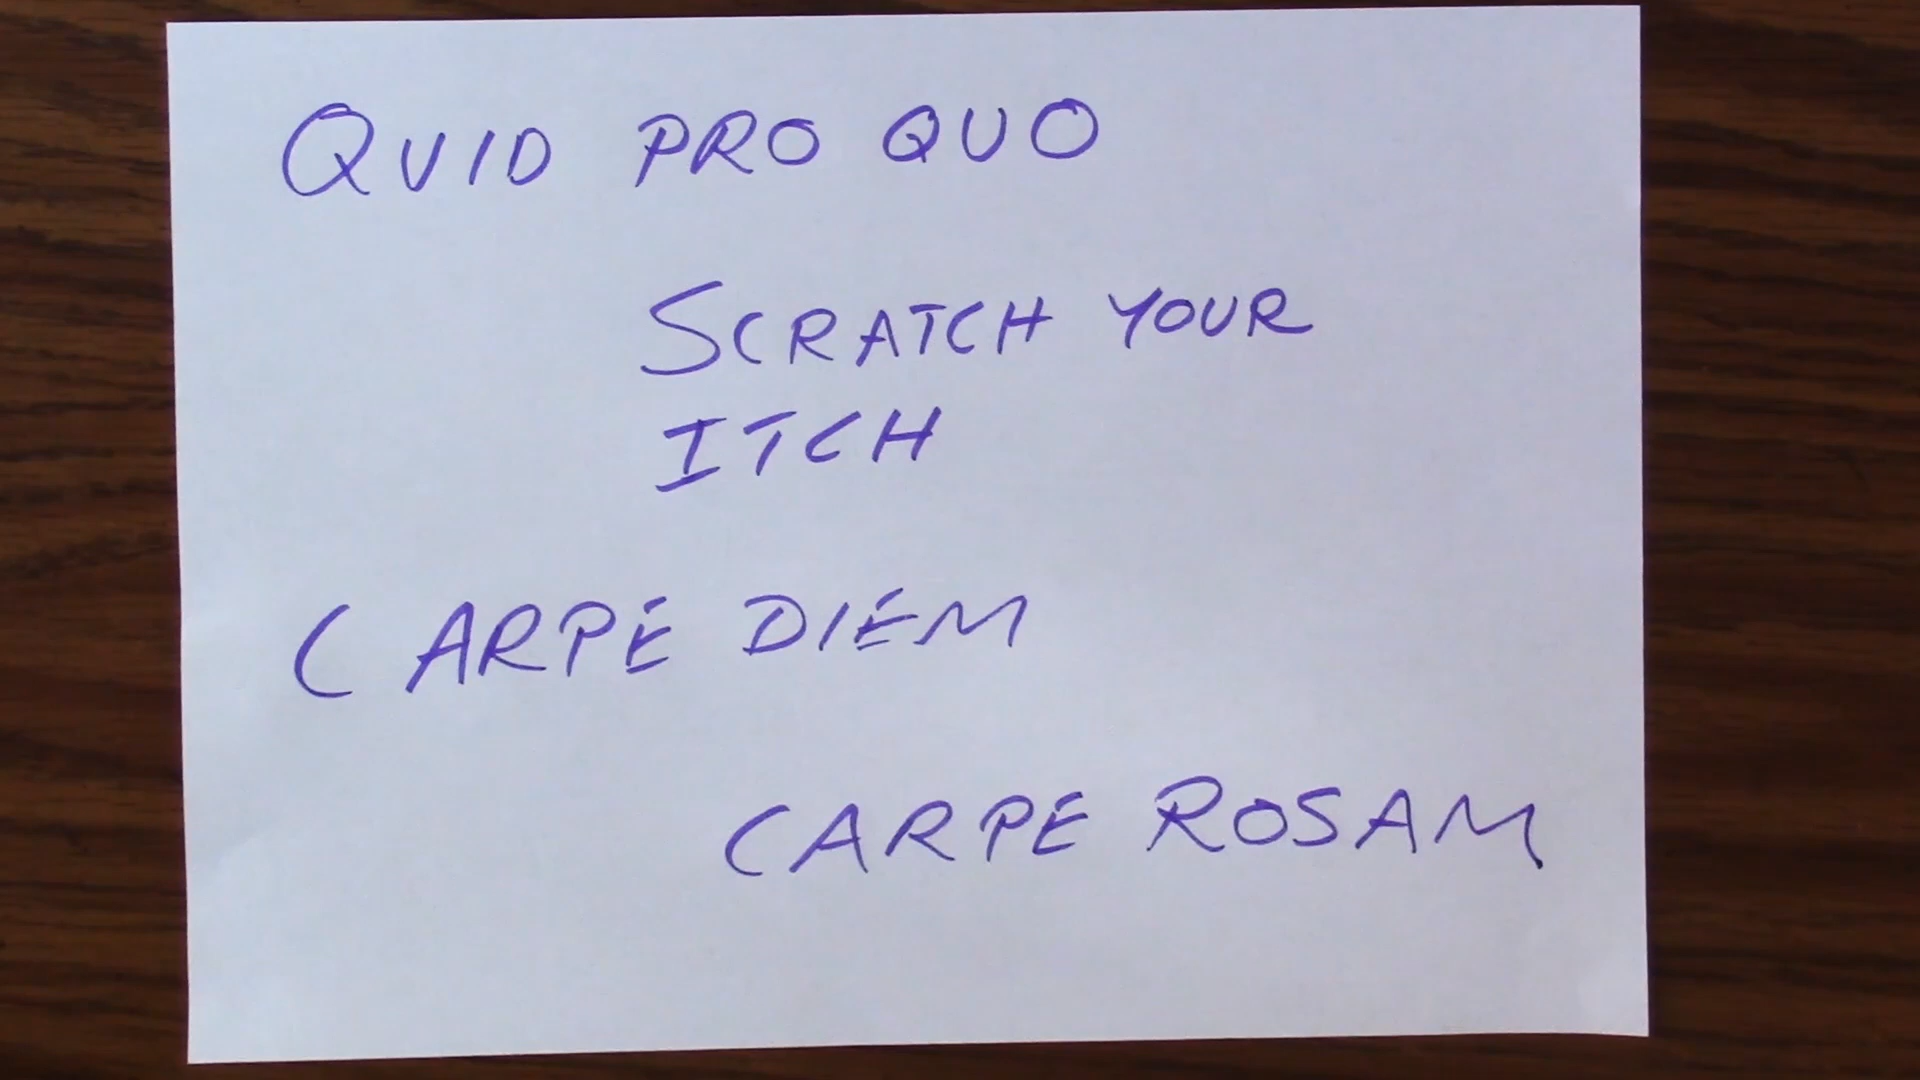 QUID PRO QUO
SCRATCH YOUR
ITCH
CARPE DIEM
CARPE ROSAM